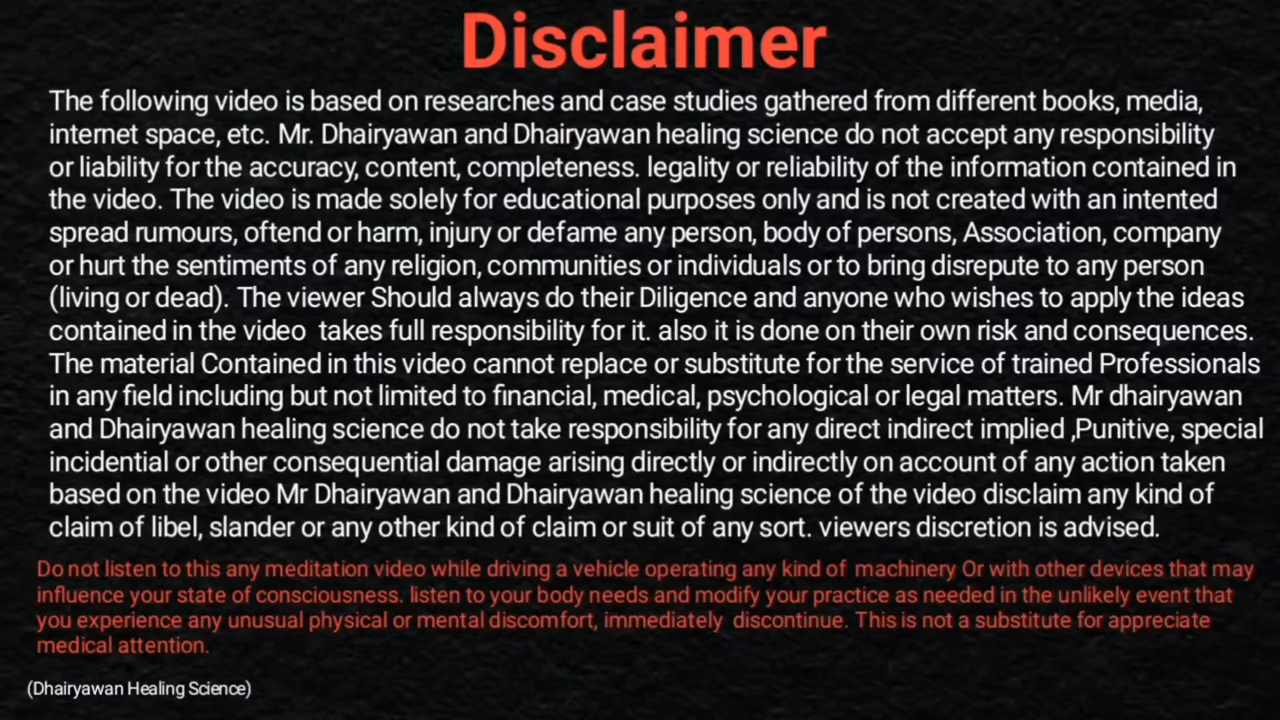 Disclaimer
The following video is based on researches and case studies gathered from different books, media,
internet space, etc. Mr. Dhairyawan and Dhairyawan healing science do not accept any responsibility
or liability for the accuracy, content, completeness. legality or reliability of the information contained in
the video. The video is made solely for educational purposes only and is not created with an intented
spread rumours, oftend or harm, injury or defame any person, body of persons, Association, company
or hurt the sentiments of any religion, communities or individuals or to bring disrepute to any person
(living or dead). The viewer Should always do their Diligence and anyone who wishes to apply the ideas
contained in the video takes full responsibility for it. also it is done on their own risk and consequences.
The material Contained in this video cannot replace or substitute for the service of trained Professionals
in any field including but not limited to financial, medical, psychological or legal matters. Mr dhairyawan
and Dhairyawan healing science do not take responsibility for any direct indirect implied ,Punitive, special
incidential or other consequential damage arising directly or indirectly on account of any action taken
based on the video Mr Dhairyawan and Dhairyawan healing science of the video disclaim any kind of
claim of libel, slander or any other kind of claim or suit of any sort. viewers discretion is advised.
Do not listen to this any meditation video while driving a vehicle operating any kind of machinery Or with other devices that may
influence your state of consciousness. listen to your body needs and modify your practice as needed in the unlikely event that
you experience any unusual physical or mental discomfort, immediately discontinue. This is not a substitute for appreciate
medical attention.
(Dhairyawan Healing Science)